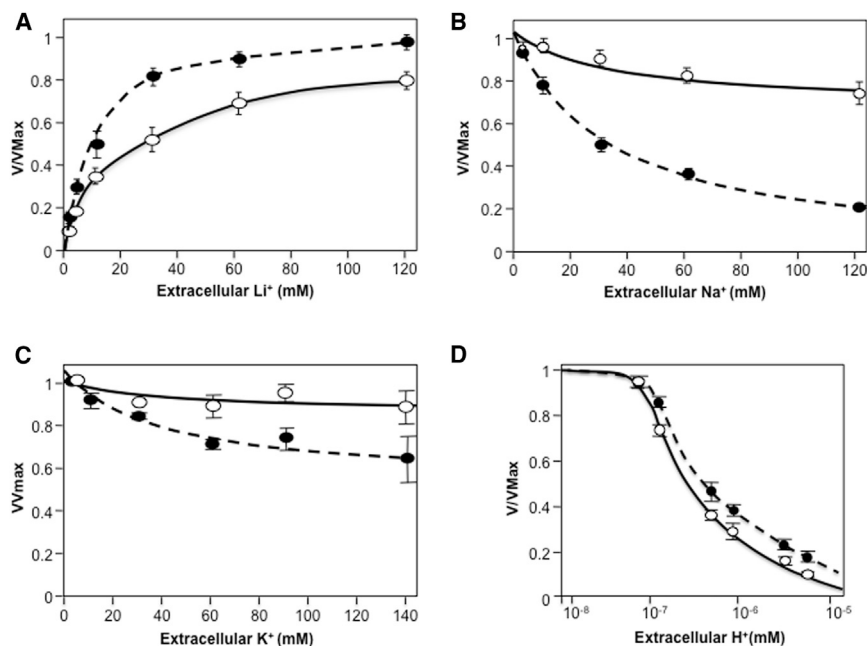 A
V/VMax
1
0.8
0.6
0.4
0.2
0
0 20 40 60 80 100 120
Extracellular Li⁺ (mM)
B
V/VMax
1
0.8
0.6
0.4
0.2
0
0 20 40 60 80 100 120
Extracellular Na⁺ (mM)
C
VVmax
1
0.8
0.6
0.4
0.2
0
0 20 40 60 80 100 120 140
Extracellular K⁺ (mM)
D
V/VMax
1
0.8
0.6
0.4
0.2
0
10⁻⁸ 10⁻⁷ 10⁻⁶ 10⁻⁵
Extracellular H⁺(mM)